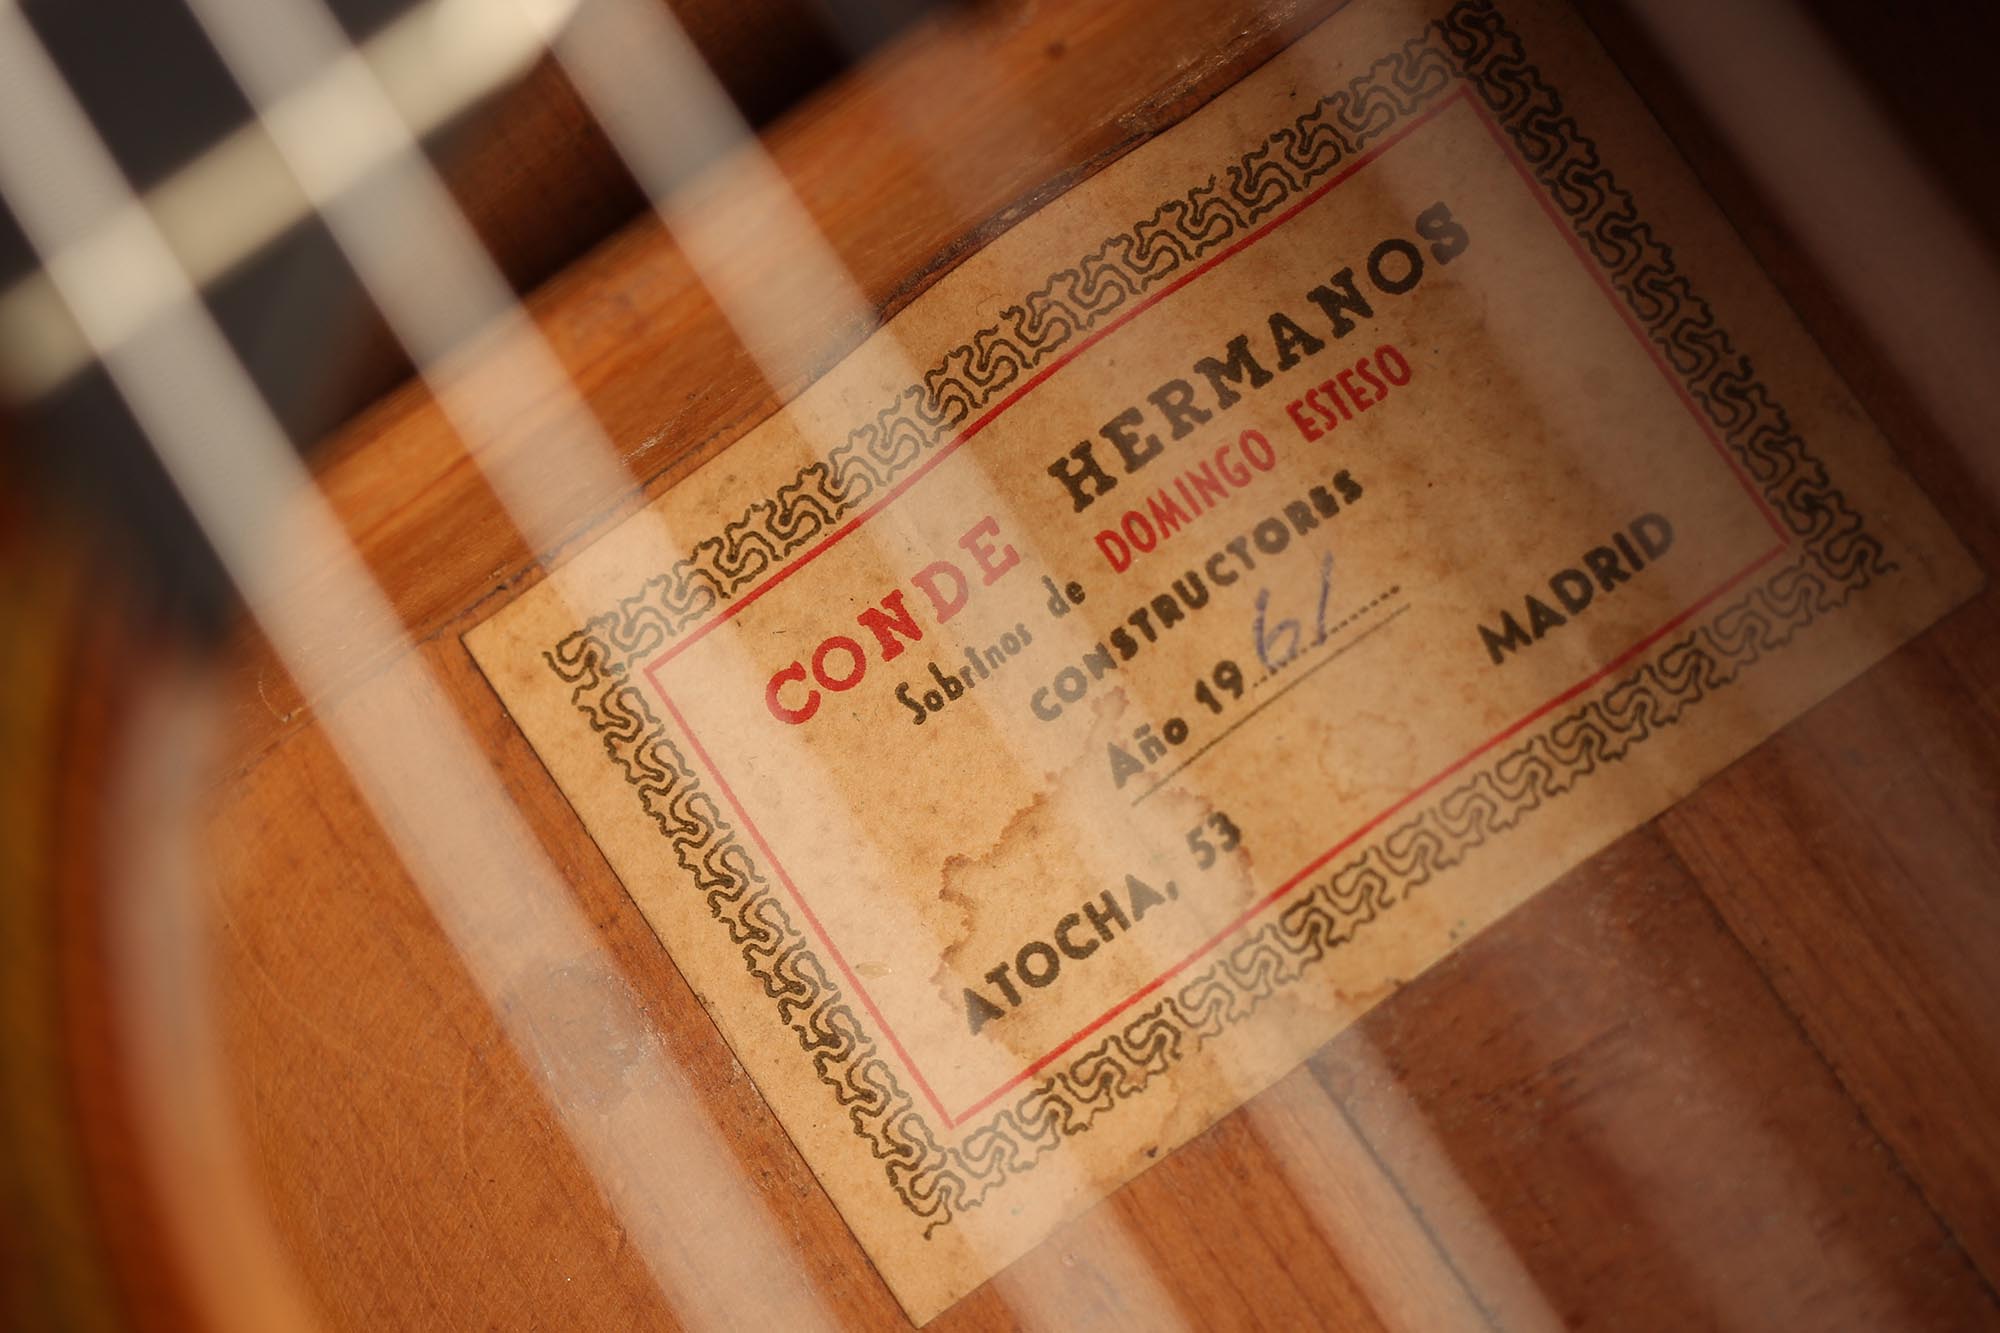 CONDE HERMANOS
Sobrinos de DOMINGO ESTESO
CONSTRUCTORES
Año 1961
ATOCHA, 53 MADRID